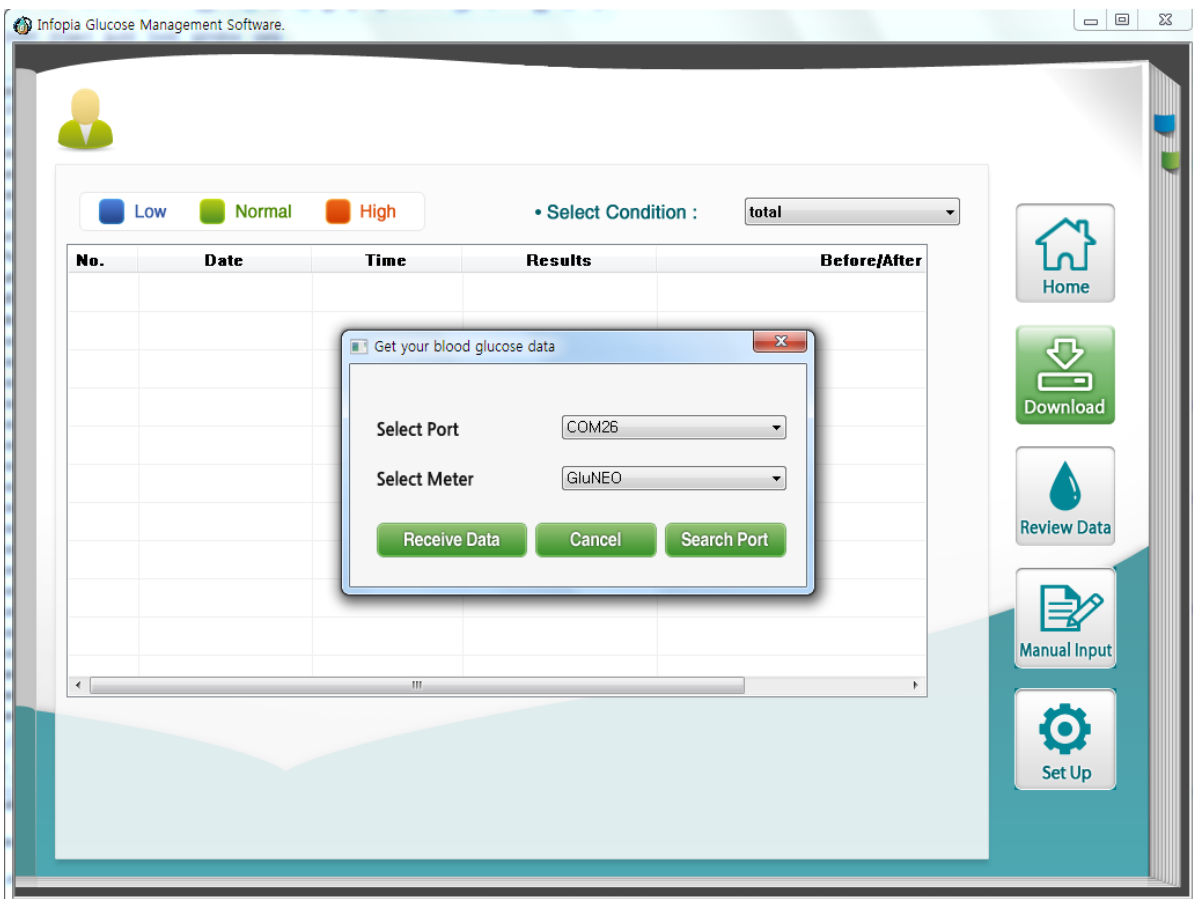 Infopia Glucose Management Software.
Low Normal High • Select Condition : total
No. Date Time Results Before/After
Get your blood glucose data
Select Port COM26
Select Meter GluNEO
Receive Data Cancel Search Port
Home
Download
Review Data
Manual Input
Set Up